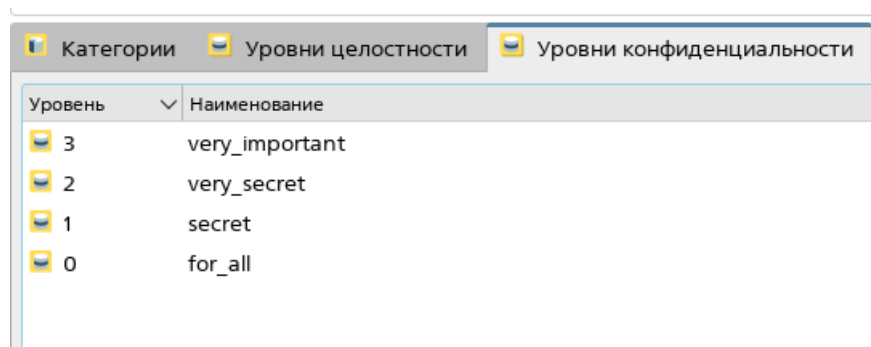 Категории Уровни целостности Уровни конфиденциальности
Уровень Наименование
3 very_important
2 very_secret
1 secret
0 for_all